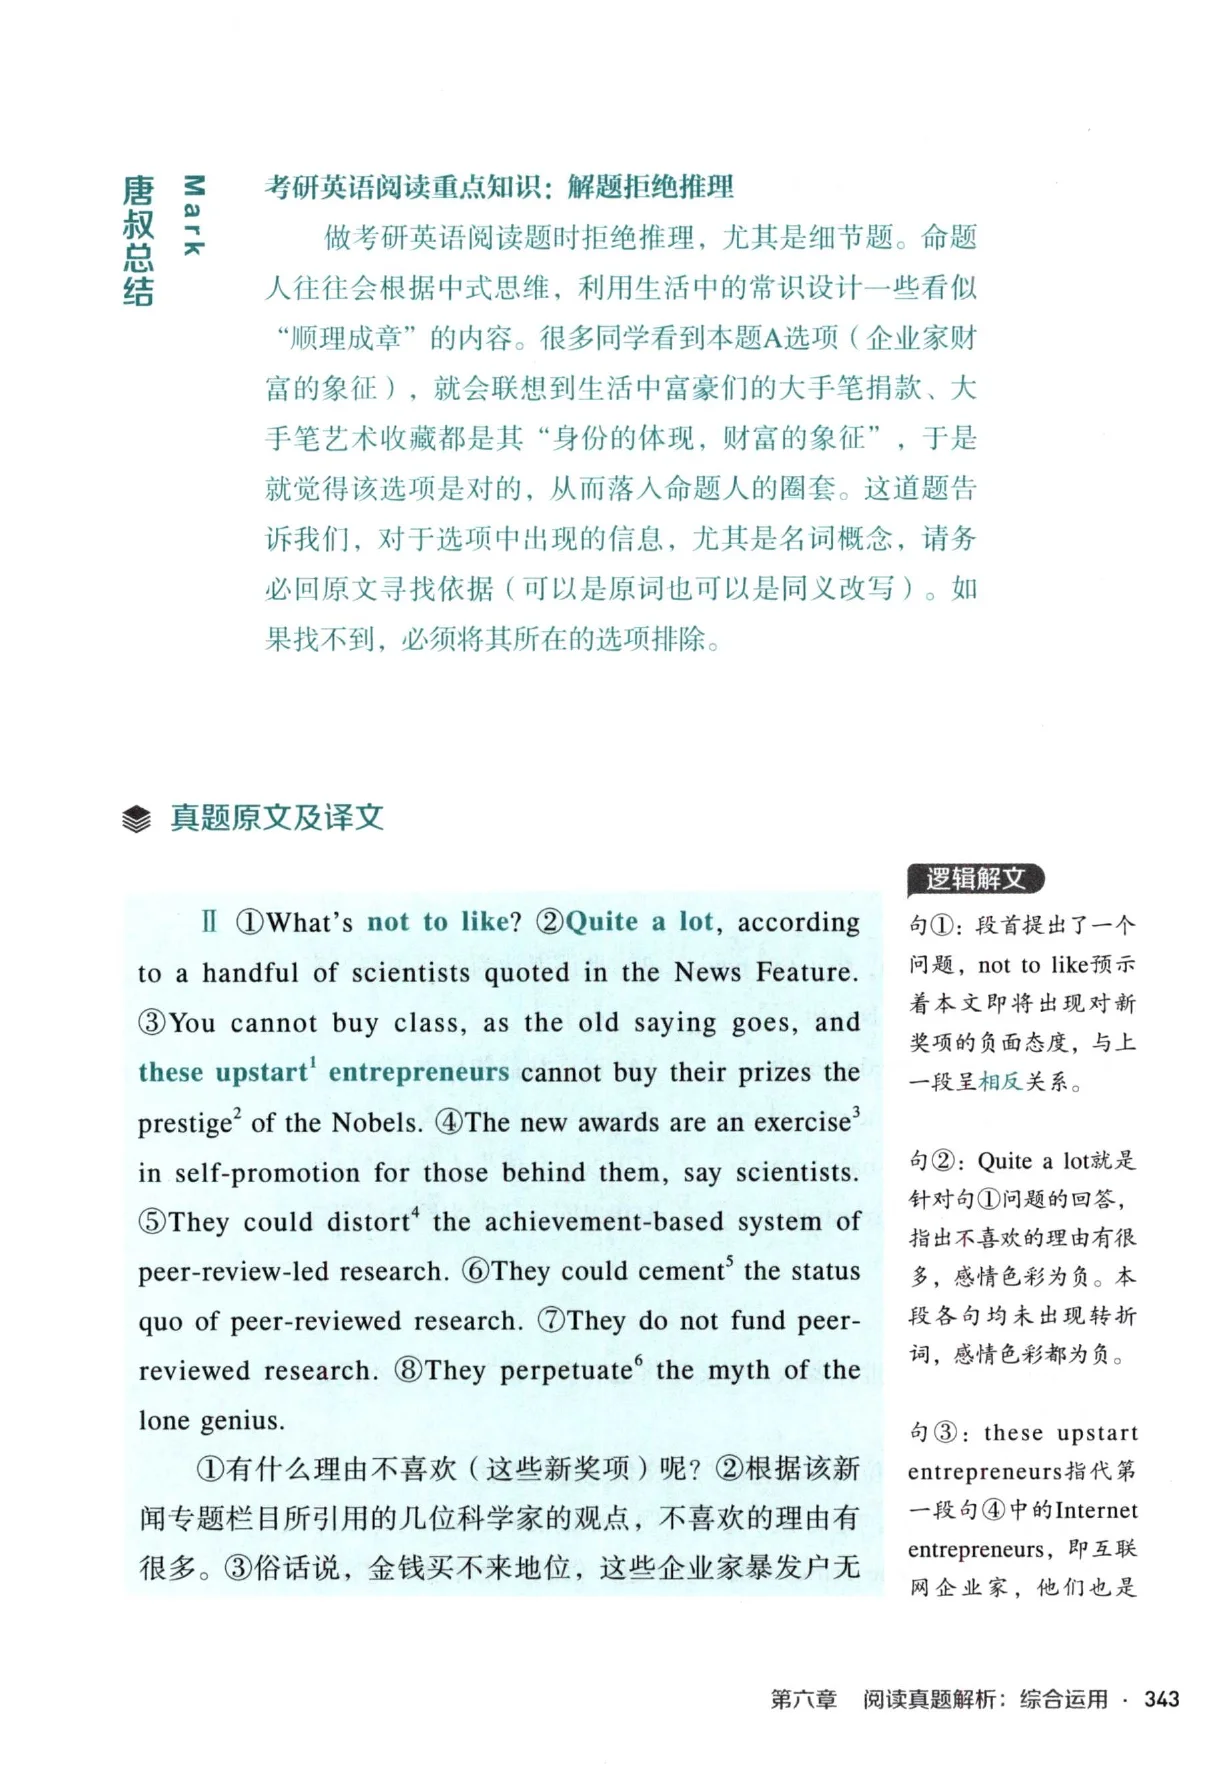 唐叔总结
Mark
考研英语阅读重点知识：解题拒绝推理
做考研英语阅读题时拒绝推理，尤其是细节题。命题
人往往会根据中式思维，利用生活中的常识设计一些看似
“顺理成章”的内容。很多同学看到本题A选项（企业家财
富的象征），就会联想到生活中富豪们的大手笔捐款、大
手笔艺术收藏都是其“身份的体现，财富的象征”，于是
就觉得该选项是对的，从而落入命题人的圈套。这道题告
诉我们，对于选项中出现的信息，尤其是名词概念，请务
必回原文寻找依据（可以是原词也可以是同义改写）。如
果找不到，必须将其所在的选项排除。
真题原文及译文
Ⅱ ①What's not to like? ②Quite a lot, according
to a handful of scientists quoted in the News Feature.
③You cannot buy class, as the old saying goes, and
these upstart¹ entrepreneurs cannot buy their prizes the
prestige² of the Nobels. ④The new awards are an exercise³
in self-promotion for those behind them, say scientists.
⑤They could distort⁴ the achievement-based system of
peer-review-led research. ⑥They could cement⁵ the status
quo of peer-reviewed research. ⑦They do not fund peer-
reviewed research. ⑧They perpetuate⁶ the myth of the
lone genius.
①有什么理由不喜欢（这些新奖项）呢？②根据该新
闻专题栏目所引用的几位科学家的观点，不喜欢的理由有
很多。③俗话说，金钱买不来地位，这些企业家暴发户无
逻辑解文
句①：段首提出了一个
问题，not to like预示
着本文即将出现对新
奖项的负面态度，与上
一段呈相反关系。
句②：Quite a lot就是
针对句①问题的回答，
指出不喜欢的理由有很
多，感情色彩为负。本
段各句均未出现转折
词，感情色彩都为负。
句③：these upstart
entrepreneurs指代第
一段句④中的Internet
entrepreneurs，即互联
网企业家，他们也是
第六章 阅读真题解析：综合运用 · 343